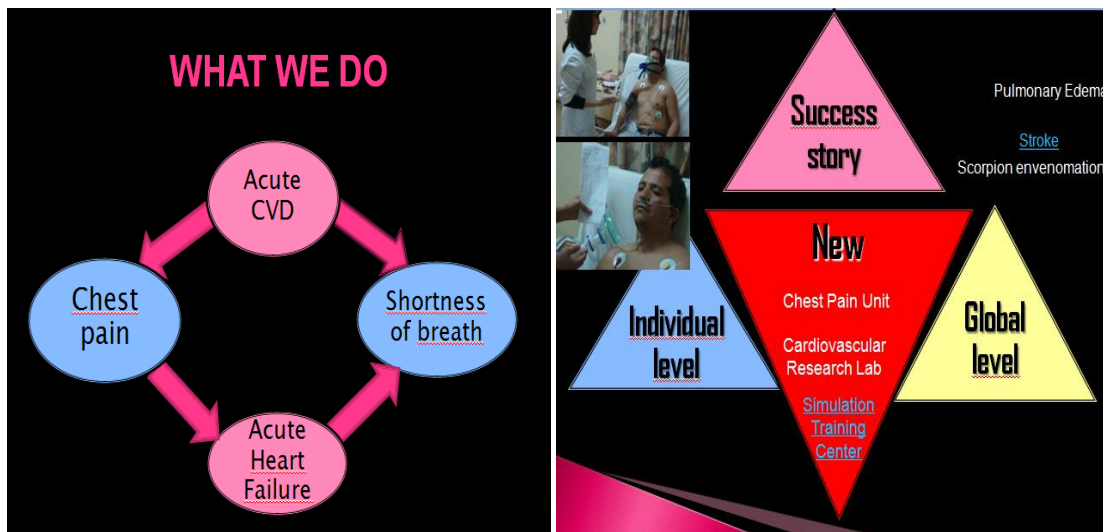 WHAT WE DO
Acute
CVD
Chest
pain
Shortness
of breath
Acute
Heart
Failure
Success
story
Pulmonary Edema
Stroke
Scorpion envenomation
New
Chest Pain Unit
Cardiovascular
Research Lab
Simulation
Training
Center
Individual
level
Global
level